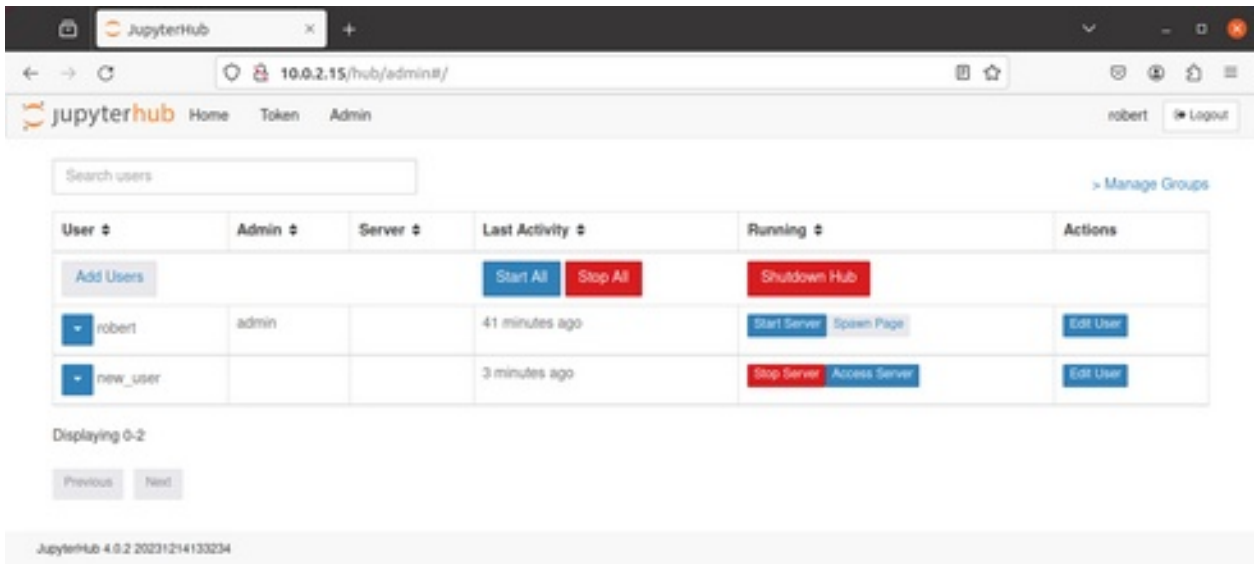 JupyterHub
10.0.2.15/hub/admin#/
jupyterhub Home Token Admin robert Logout
Search users
> Manage Groups
User Admin Server Last Activity Running Actions
Add Users Start All Stop All Shutdown Hub
robert admin 41 minutes ago Start Server Spawn Page Edit User
new_user 3 minutes ago Stop Server Access Server Edit User
Displaying 0-2
Previous Next
JupyterHub 4.0.2 20231214133234